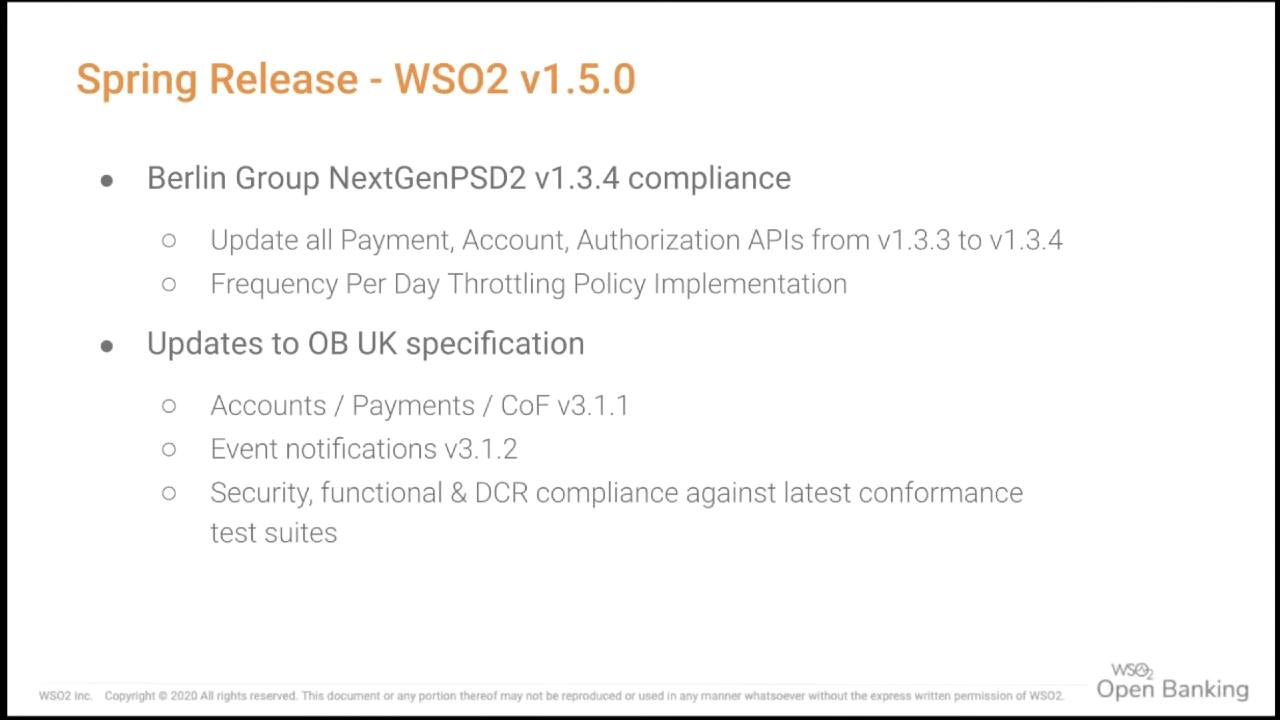 Spring Release - WSO2 v1.5.0
● Berlin Group NextGenPSD2 v1.3.4 compliance
○ Update all Payment, Account, Authorization APIs from v1.3.3 to v1.3.4
○ Frequency Per Day Throttling Policy Implementation
● Updates to OB UK specification
○ Accounts / Payments / CoF v3.1.1
○ Event notifications v3.1.2
○ Security, functional & DCR compliance against latest conformance
test suites
WSO2 Inc. Copyright © 2020 All rights reserved. This document or any portion thereof may not be reproduced or used in any manner whatsoever without the express written permission of WSO2.
WSO2
Open Banking